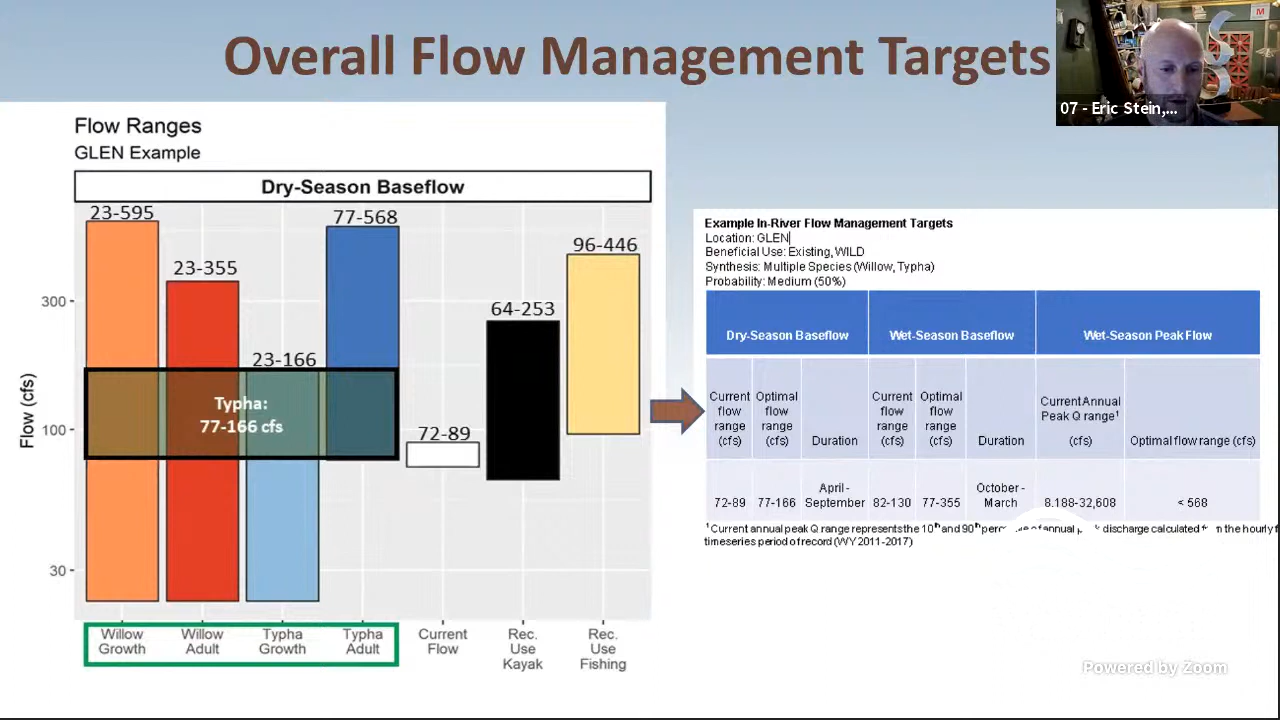 Overall Flow Management Targets
M
07 - Eric Stein,...
Flow Ranges
GLEN Example
Dry-Season Baseflow
23-595
77-568
96-446
23-355
300
64-253
23-166
Typha:
77-166 cfs
Flow (cfs)
100
72-89
30
Willow Growth
Willow Adult
Typha Growth
Typha Adult
Current Flow
Rec. Use Kayak
Rec. Use Fishing
Example In-River Flow Management Targets
Location: GLEN
Beneficial Use: Existing, WILD
Synthesis: Multiple Species (Willow, Typha)
Probability: Medium (50%)
Dry-Season Baseflow Wet-Season Baseflow Wet-Season Peak Flow
Current flow range (cfs)
Optimal flow range (cfs)
Duration
Current flow range (cfs)
Optimal flow range (cfs)
Duration
Current Annual Peak Q range¹ (cfs)
Optimal flow range (cfs)
72-89 77-166 April - September 82-130 77-355 October - March 8.188-32,608 < 568
¹Current annual peak Q range represents the 10th and 90th of annual discharge calculated the hourly
timeseries period of record (WY 2011-2017)
Powered by Zoom